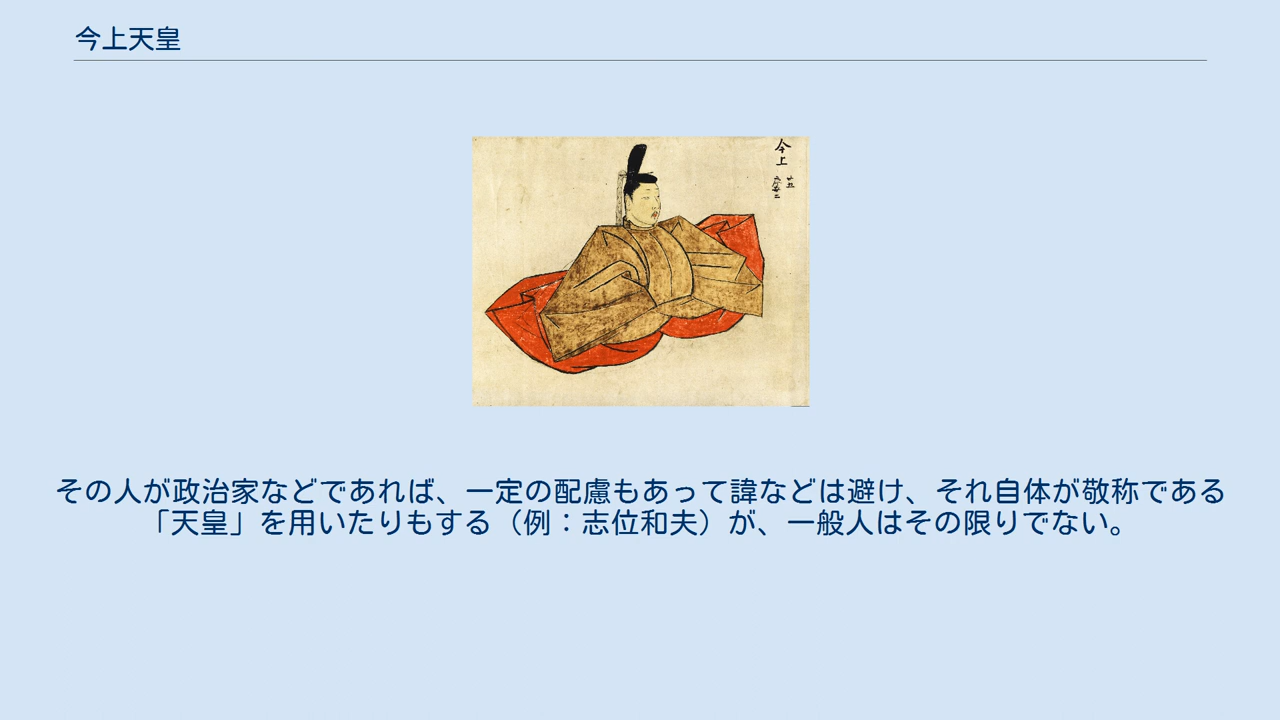 今上天皇
今上
その人が政治家などであれば、一定の配慮もあって諱などは避け、それ自体が敬称である
「天皇」を用いたりもする（例：志位和夫）が、一般人はその限りでない。